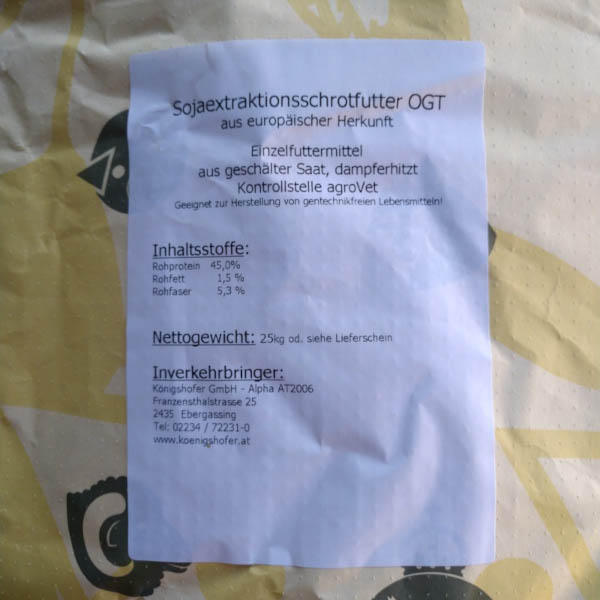 Sojaextraktionsschrotfutter OGT
aus europäischer Herkunft
Einzelfuttermittel
aus geschälter Saat, dampferhitzt
Kontrollstelle agroVet
Geeignet zur Herstellung von gentechnikfreien Lebensmitteln!
Inhaltsstoffe:
Rohprotein 45,0%
Rohfett 1,5 %
Rohfaser 5,3 %
Nettogewicht: 25kg od. siehe Lieferschein
Inverkehrbringer:
Königshofer GmbH - Alpha AT2006
Franzensthalstrasse 25
2435 Ebergassing
Tel: 02234 / 72231-0
www.koenigshofer.at